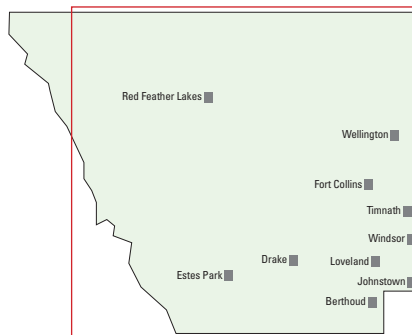 Red Feather Lakes
Wellington
Fort Collins
Timnath
Windsor
Drake
Loveland
Estes Park
Johnstown
Berthoud